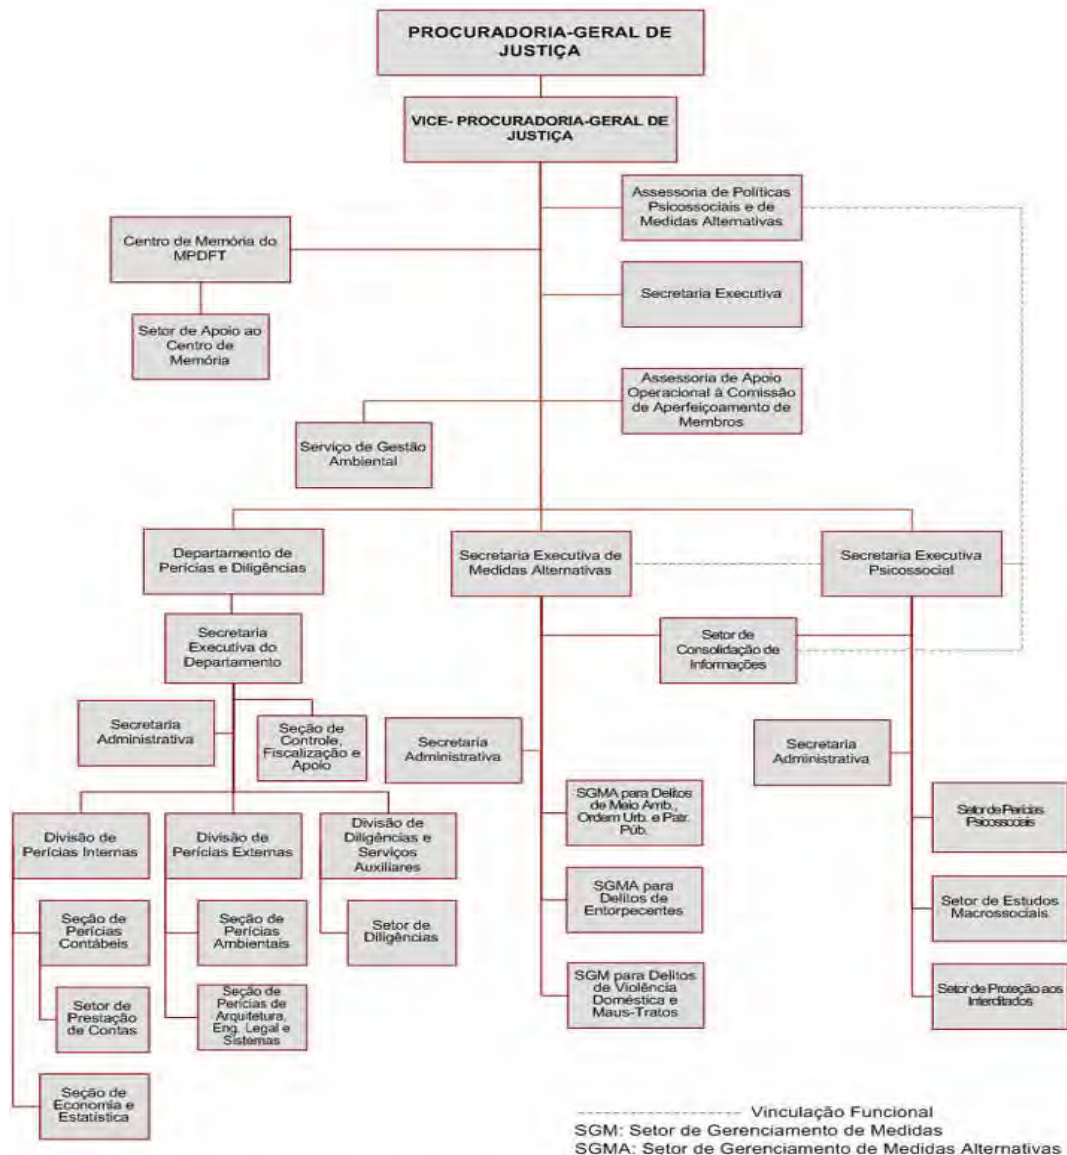 PROCURADORIA-GERAL DE
JUSTIÇA
VICE- PROCURADORIA-GERAL DE
JUSTIÇA
Assessoria de Políticas
Psicossociais e de
Medidas Alternativas
Centro de Memória do
MPDFT
Secretaria Executiva
Setor de Apoio ao
Centro de
Memória
Assessoria de Apoio
Operacional à Comissão
de Aperfeiçoamento de
Membros
Serviço de Gestão
Ambiental
Departamento de
Perícias e Diligências
Secretaria Executiva de
Medidas Alternativas
Secretaria Executiva
Psicossocial
Secretaria
Executiva do
Departamento
Setor de
Consolidação de
Informações
Secretaria
Administrativa
Seção de
Controle,
Fiscalização e
Apoio
Secretaria
Administrativa
Secretaria
Administrativa
Divisão de
Perícias Internas
Divisão de
Perícias Externas
Divisão de
Diligências e
Serviços
Auxiliares
SGMA para Delitos
de Meio Amb.,
Ordem Urb. e Patr.
Púb.
Setor de Perícias
Psicossociais
Seção de
Perícias
Contábeis
Seção de
Perícias
Ambientais
Setor de
Diligências
SGMA para
Delitos de
Entorpecentes
Setor de Estudos
Macrossociais
Setor de
Prestação
de Contas
Seção de
Perícias de
Arquitetura,
Eng. Legal e
Sistemas
SGM para Delitos
de Violência
Doméstica e
Maus-Tratos
Setor de Proteção aos
Interditados
Seção de
Economia e
Estatística
Vinculação Funcional
SGM: Setor de Gerenciamento de Medidas
SGMA: Setor de Gerenciamento de Medidas Alternativas